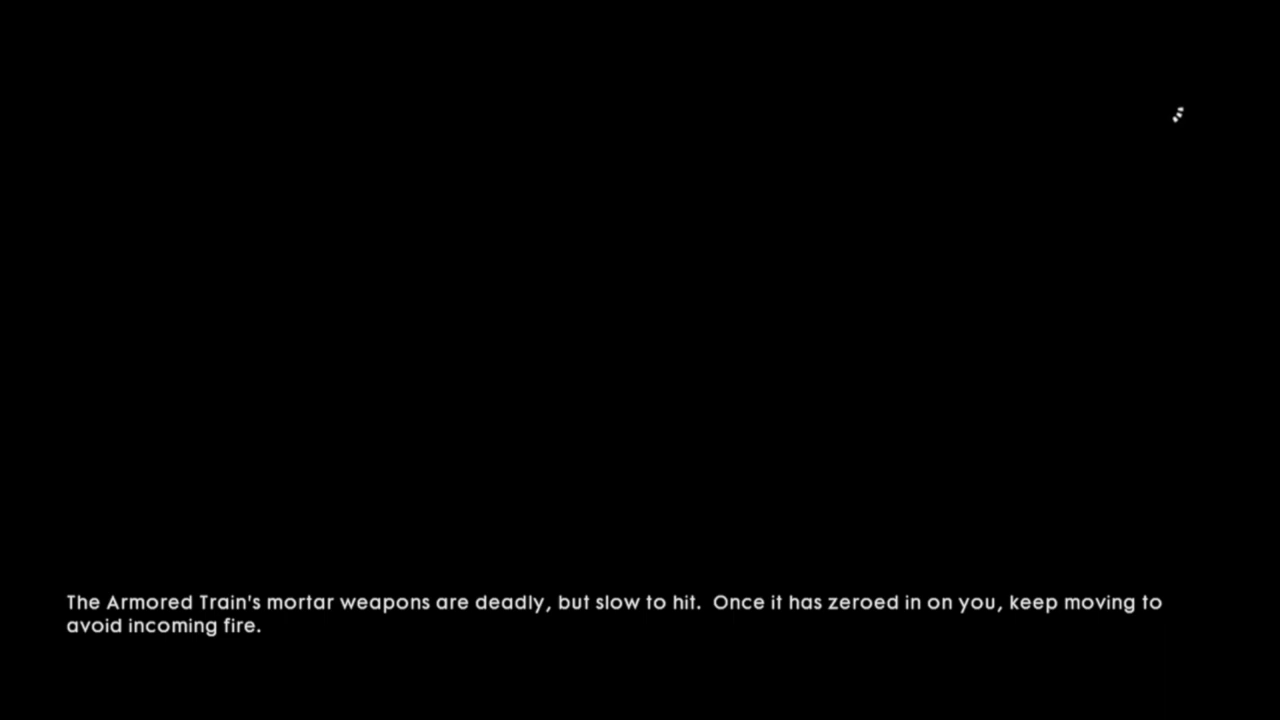 The Armored Train's mortar weapons are deadly, but slow to hit.  Once it has zeroed in on you, keep moving to
avoid incoming fire.